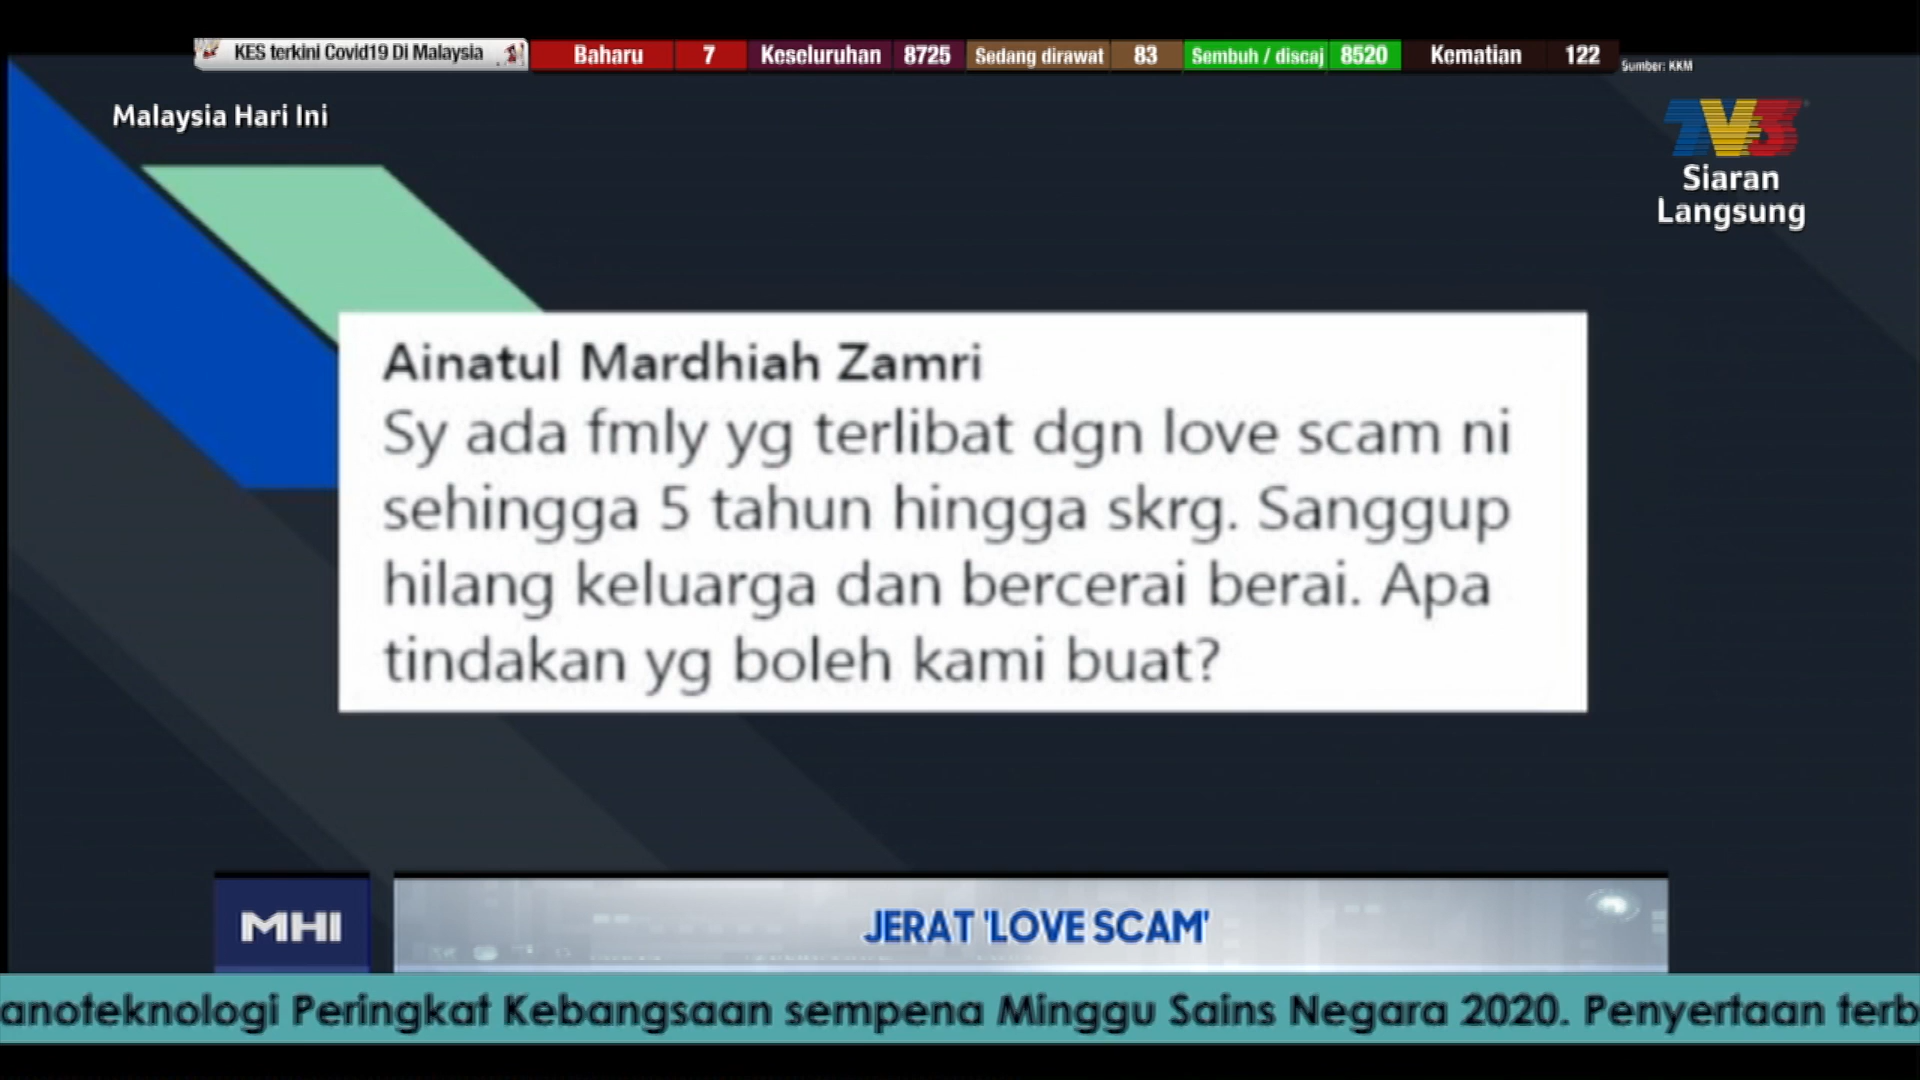 KES terkini Covid19 Di Malaysia Baharu 7 Keseluruhan 8725 Sedang dirawat 83 Sembuh / discaj 8520 Kematian 122 Sumber: KKM
Malaysia Hari Ini
TV3
Siaran
Langsung
Ainatul Mardhiah Zamri
Sy ada fmly yg terlibat dgn love scam ni
sehingga 5 tahun hingga skrg. Sanggup
hilang keluarga dan bercerai berai. Apa
tindakan yg boleh kami buat?
MHI
JERAT 'LOVE SCAM'
anoteknologi Peringkat Kebangsaan sempena Minggu Sains Negara 2020. Penyertaan terb